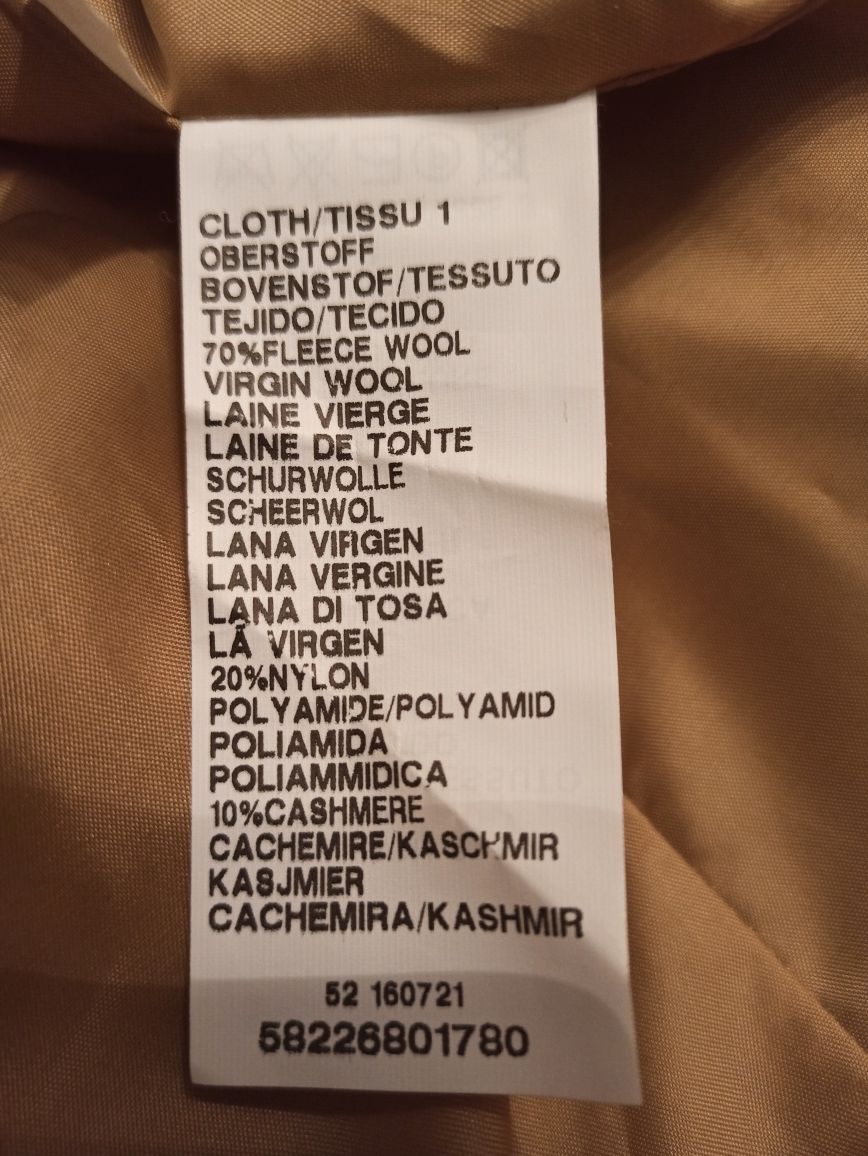 CLOTH/TISSU 1
OBERSTOFF
BOVENSTOF/TESSUTO
TEJIDO/TECIDO
70%FLEECE WOOL
VIRGIN WOOL
LAINE VIERGE
LAINE DE TONTE
SCHURWOLLE
SCHEERWOL
LANA VIRGEN
LANA VERGINE
LANA DI TOSA
LÃ VIRGEN
20%NYLON
POLYAMIDE/POLYAMID
POLIAMIDA
POLIAMMIDICA
10%CASHMERE
CACHEMIRE/KASCHMIR
KASJMIER
CACHEMIRA/KASHMIR
52 160721
58226801780